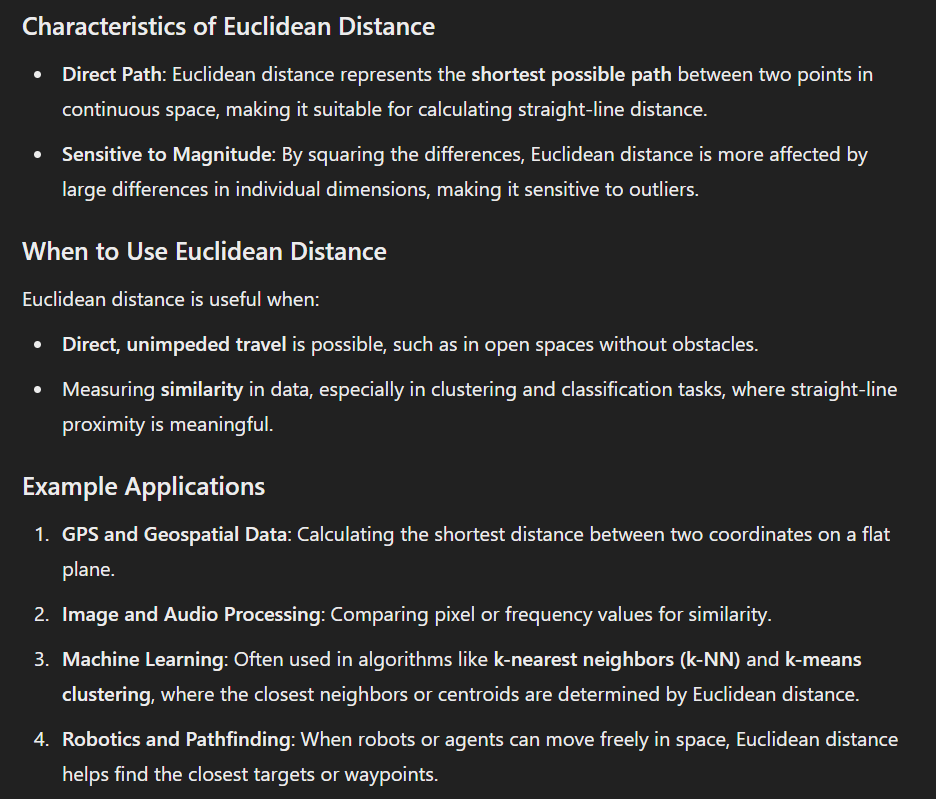 Characteristics of Euclidean Distance
• Direct Path: Euclidean distance represents the shortest possible path between two points in
continuous space, making it suitable for calculating straight-line distance.
• Sensitive to Magnitude: By squaring the differences, Euclidean distance is more affected by
large differences in individual dimensions, making it sensitive to outliers.
When to Use Euclidean Distance
Euclidean distance is useful when:
• Direct, unimpeded travel is possible, such as in open spaces without obstacles.
• Measuring similarity in data, especially in clustering and classification tasks, where straight-line
proximity is meaningful.
Example Applications
1. GPS and Geospatial Data: Calculating the shortest distance between two coordinates on a flat
plane.
2. Image and Audio Processing: Comparing pixel or frequency values for similarity.
3. Machine Learning: Often used in algorithms like k-nearest neighbors (k-NN) and k-means
clustering, where the closest neighbors or centroids are determined by Euclidean distance.
4. Robotics and Pathfinding: When robots or agents can move freely in space, Euclidean distance
helps find the closest targets or waypoints.